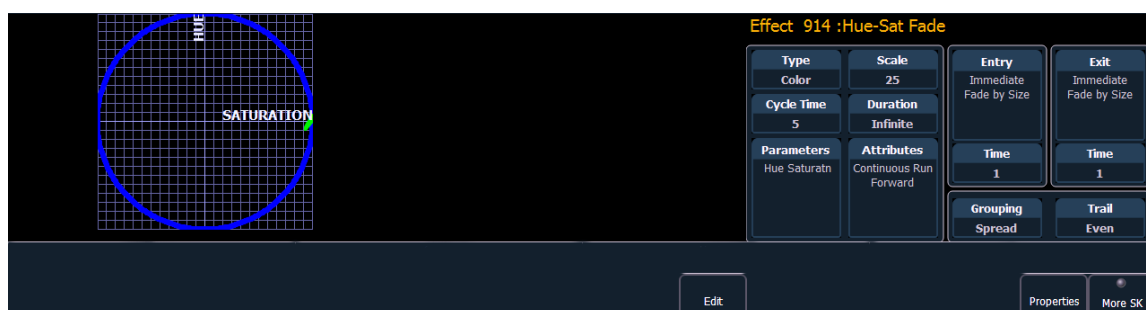 HUE
SATURATION
Effect 914 :Hue-Sat Fade
Type
Color
Scale
25
Cycle Time
5
Duration
Infinite
Parameters
Hue Saturatn
Attributes
Continuous Run
Forward
Entry
Immediate
Fade by Size
Time
1
Exit
Immediate
Fade by Size
Time
1
Grouping
Spread
Trail
Even
Edit
Properties
More SK